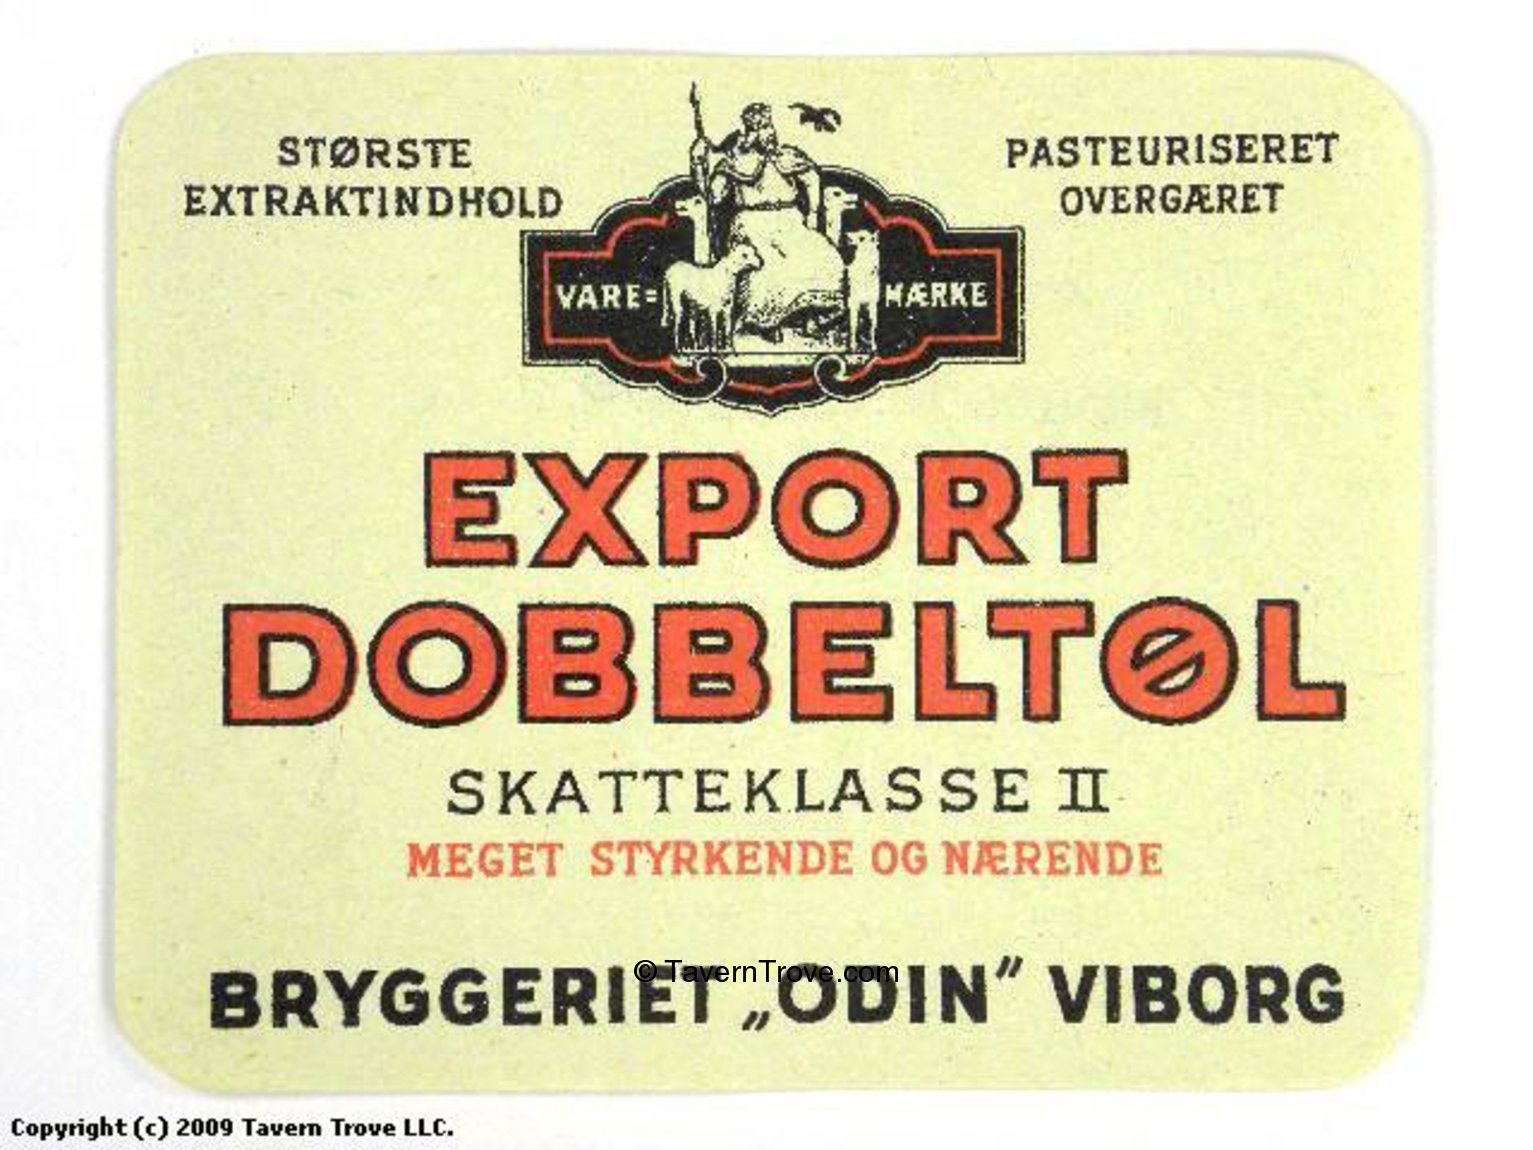 STØRSTE
EXTRAKTINDHOLD
PASTEURISERET
OVERGÆRET
VARE= MÆRKE
EXPORT
DOBBELTØL
SKATTEKLASSE II
MEGET STYRKENDE OG NÆRENDE
BRYGGERIET „ODIN” VIBORG
© TavernTrove.com
Copyright (c) 2009 Tavern Trove LLC.